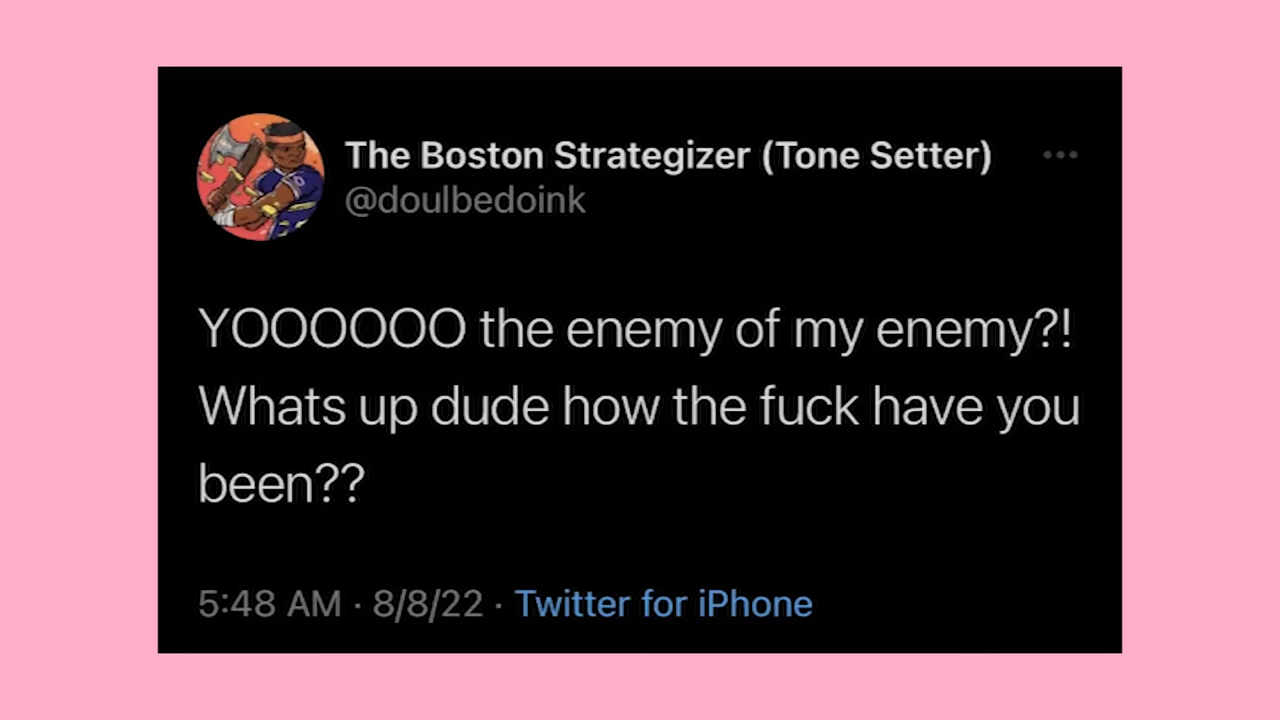 The Boston Strategizer (Tone Setter)
@doulbedoink
YOOOOOO the enemy of my enemy?!
Whats up dude how the fuck have you
been??
5:48 AM · 8/8/22 · Twitter for iPhone